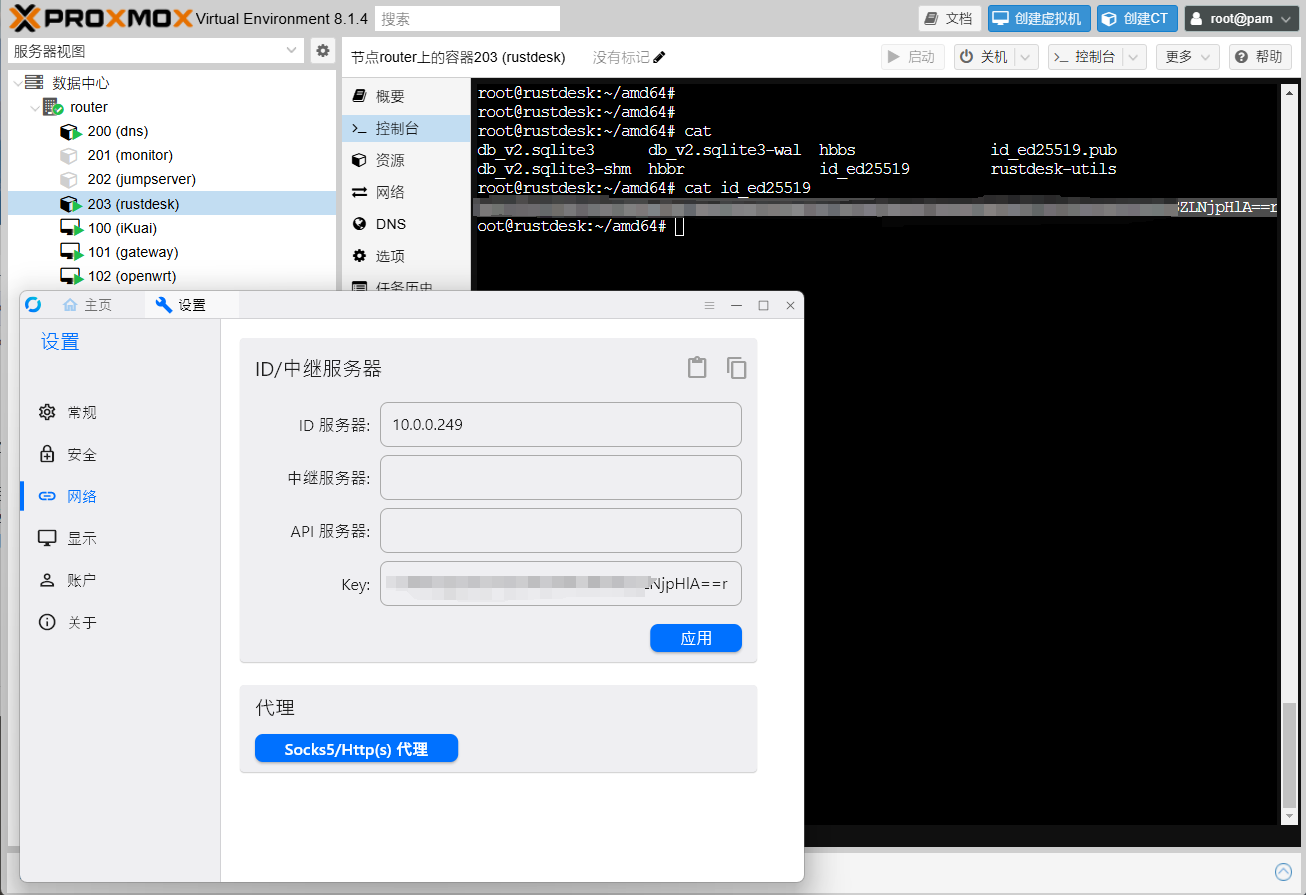 PROXMOX Virtual Environment 8.1.4 搜索 文档 创建虚拟机 创建CT root@pam
服务器视图
数据中心
router
200 (dns)
201 (monitor)
202 (jumpserver)
203 (rustdesk)
100 (iKuai)
101 (gateway)
102 (openwrt)
节点router上的容器203 (rustdesk) 没有标记 启动 关机 控制台 更多 帮助
概要
控制台
资源
网络
DNS
选项
任务历史
root@rustdesk:~/amd64#
root@rustdesk:~/amd64#
root@rustdesk:~/amd64# cat
db_v2.sqlite3 db_v2.sqlite3-wal hbbs id_ed25519.pub
db_v2.sqlite3-shm hbbr id_ed25519 rustdesk-utils
root@rustdesk:~/amd64# cat id_ed25519
ZLNjpHlA==r
oot@rustdesk:~/amd64#
主页 设置
设置
常规
安全
网络
显示
账户
关于
ID/中继服务器
ID 服务器: 10.0.0.249
中继服务器:
API 服务器:
Key: NjpHlA==r
应用
代理
Socks5/Http(s) 代理